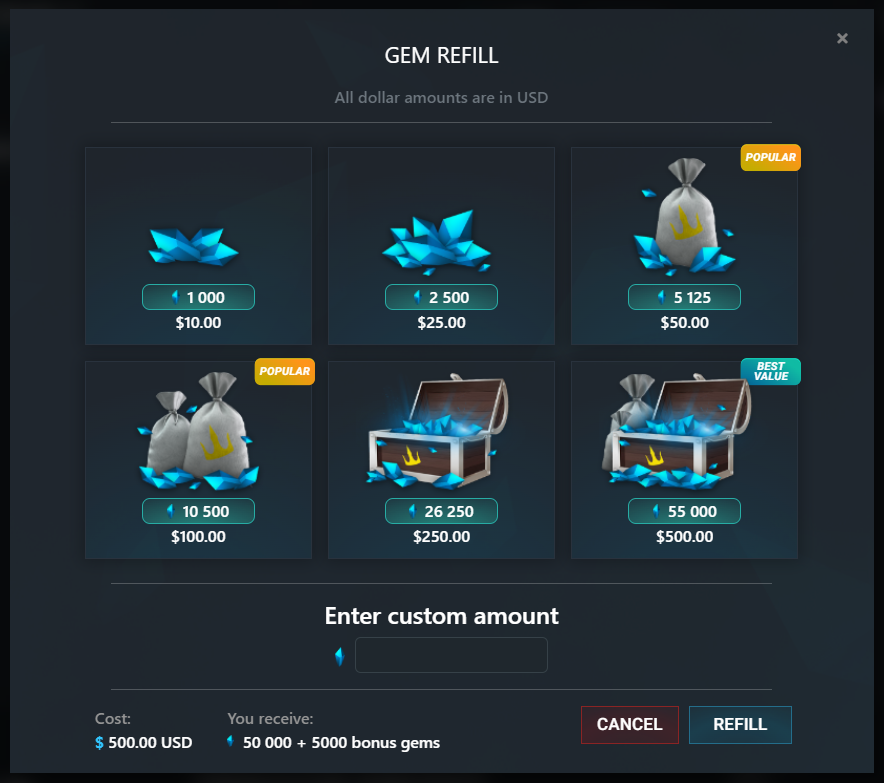 ×
GEM REFILL
All dollar amounts are in USD
POPULAR
1 000
2 500
5 125
$10.00
$25.00
$50.00
POPULAR
BEST
VALUE
10 500
26 250
55 000
$100.00
$250.00
$500.00
Enter custom amount
Cost:
You receive:
$ 500.00 USD
50 000 + 5000 bonus gems
CANCEL
REFILL